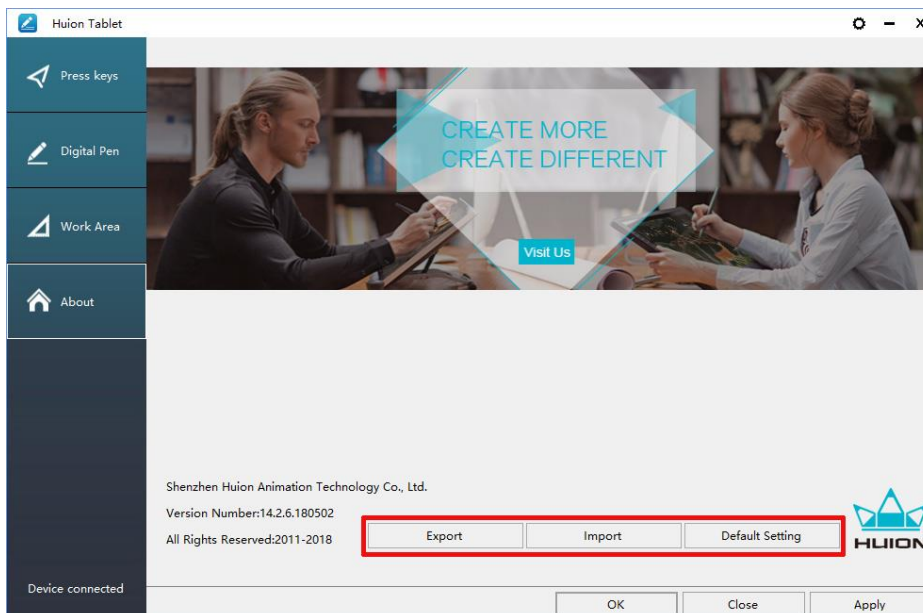 Huion Tablet
Press keys
Digital Pen
Work Area
About
CREATE MORE
CREATE DIFFERENT
Visit Us
Shenzhen Huion Animation Technology Co., Ltd.
Version Number:14.2.6.180502
All Rights Reserved:2011-2018
Export Import Default Setting
HUION
Device connected
OK Close Apply